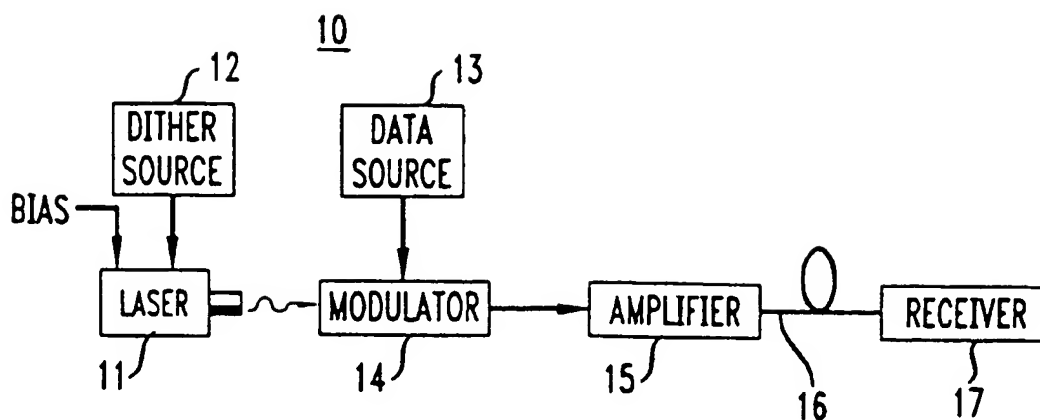 10
12
13
DITHER
SOURCE
DATA
SOURCE
BIAS
LASER
MODULATOR
AMPLIFIER
RECEIVER
11
14
15
16
17